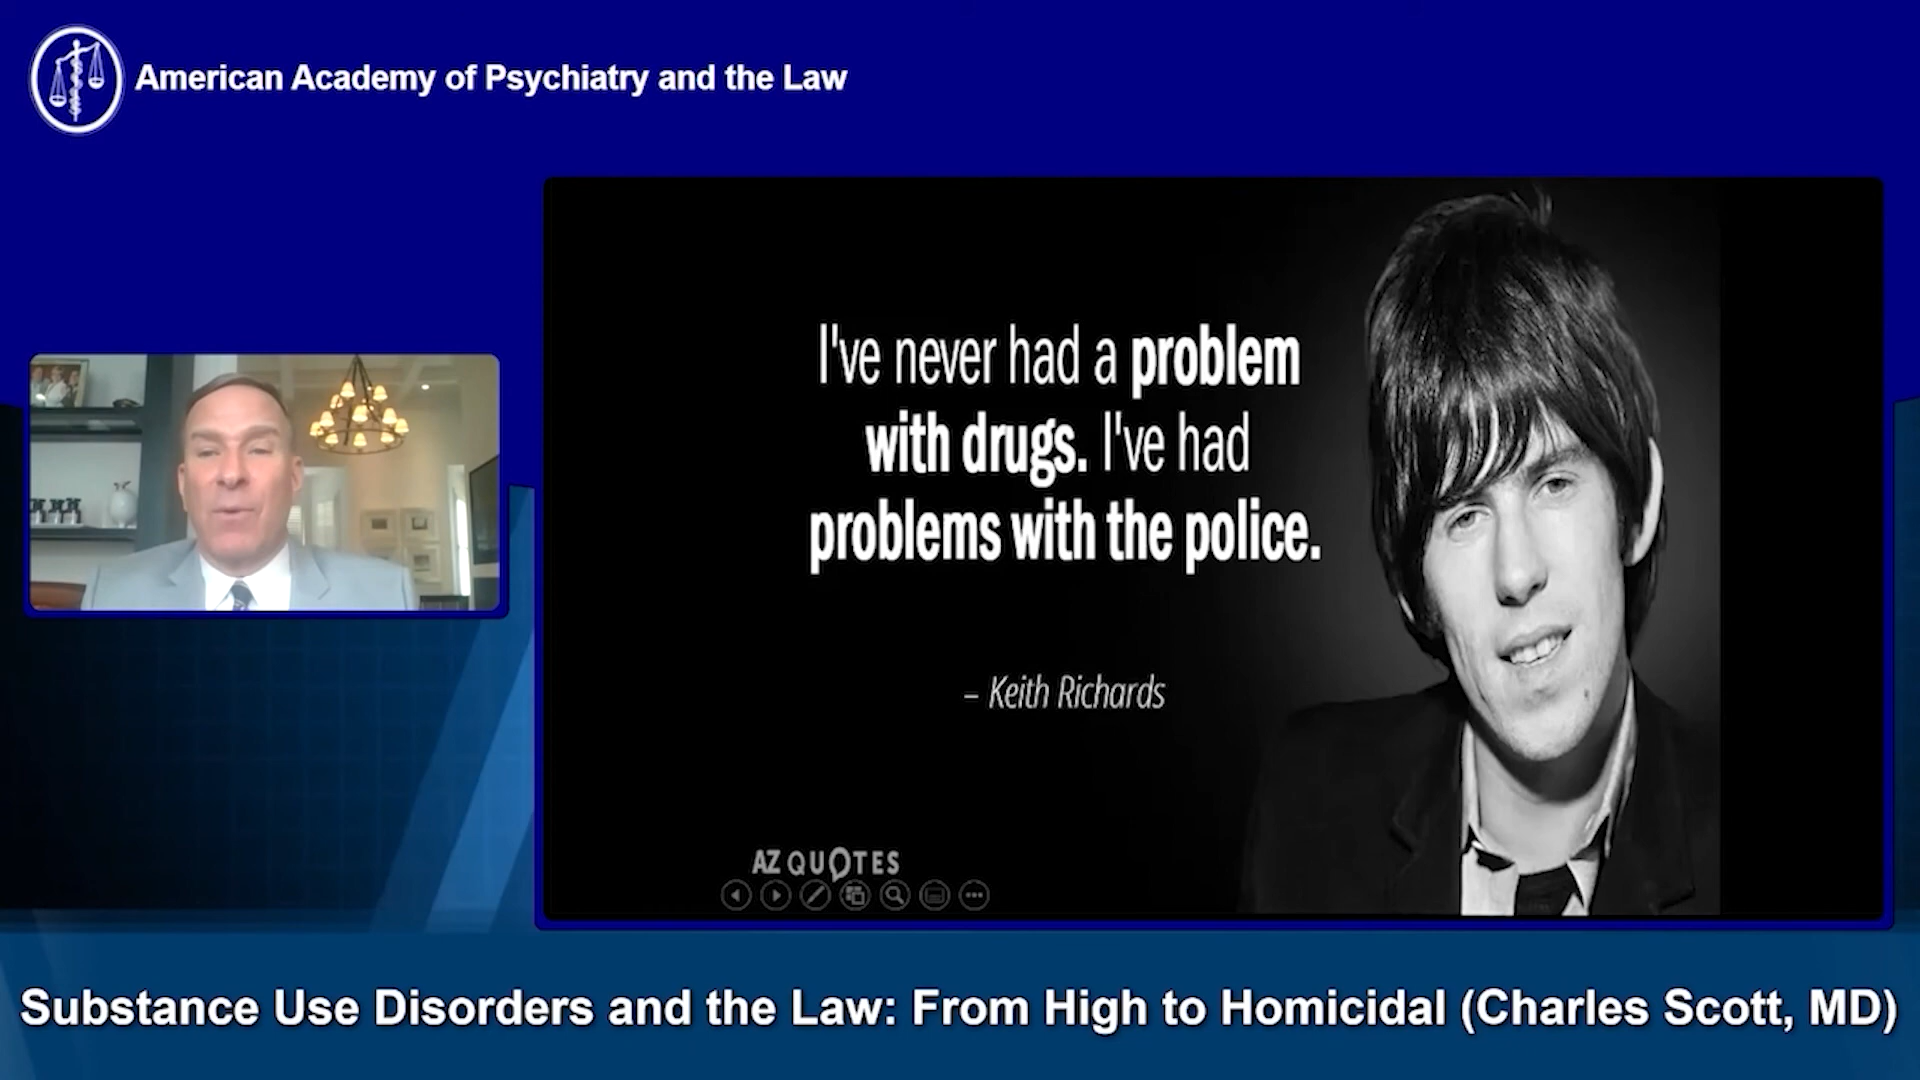 American Academy of Psychiatry and the Law
I've never had a problem
with drugs. I've had
problems with the police.
– Keith Richards
AZ QUOTES
Substance Use Disorders and the Law: From High to Homicidal (Charles Scott, MD)